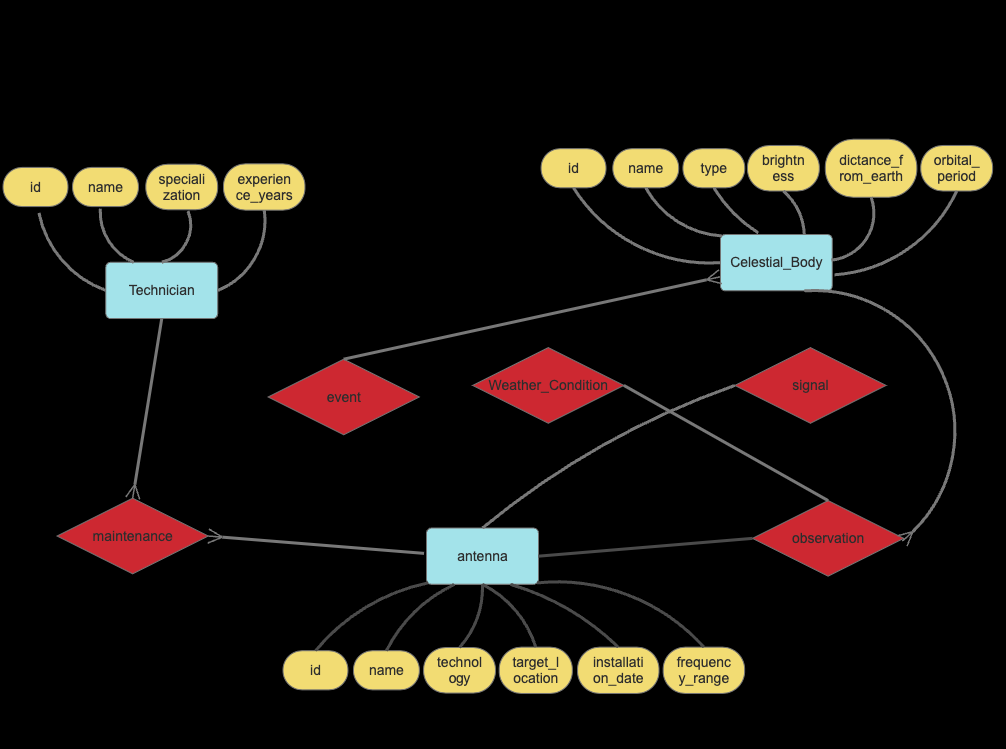 id
name
type
brightn
ess
dictance_f
rom_earth
orbital_
period
id
name
speciali
zation
experien
ce_years
Celestial_Body
Technician
event
Weather_Condition
signal
maintenance
antenna
observation
id
name
technol
ogy
target_l
ocation
installati
on_date
frequenc
y_range